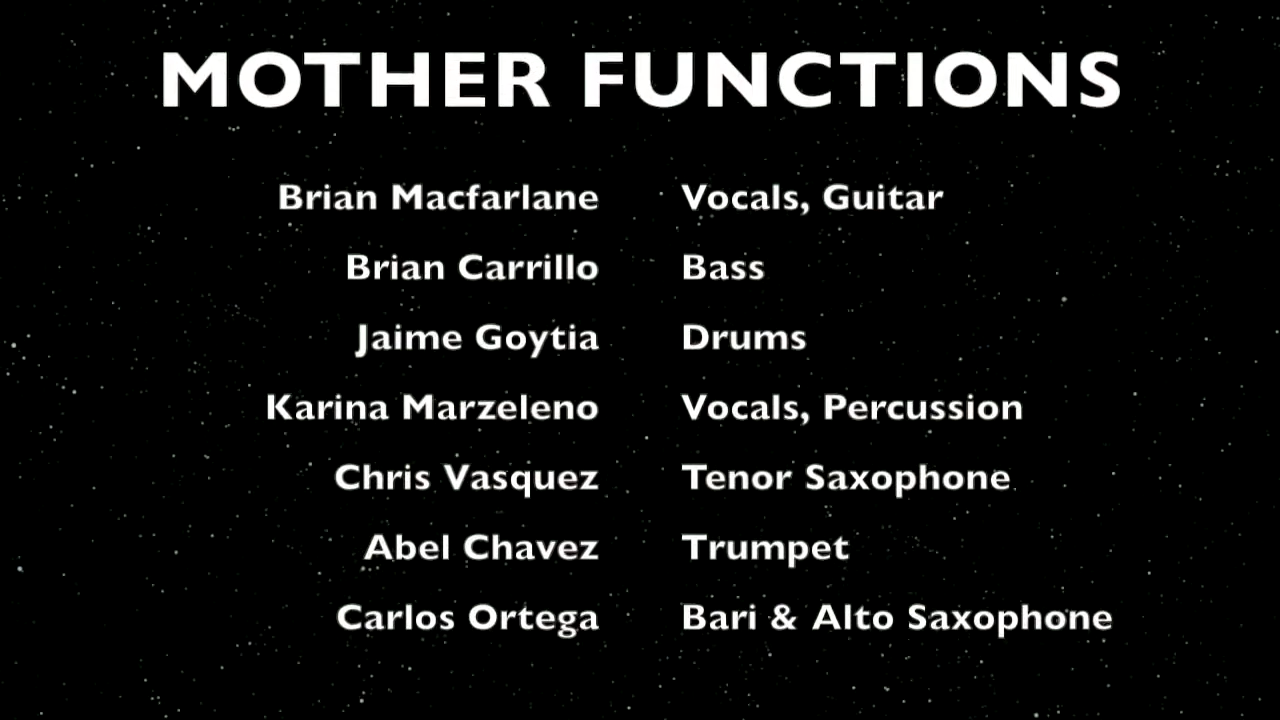 MOTHER FUNCTIONS
Brian Macfarlane Vocals, Guitar
Brian Carrillo Bass
Jaime Goytia Drums
Karina Marzeleno Vocals, Percussion
Chris Vasquez Tenor Saxophone
Abel Chavez Trumpet
Carlos Ortega Bari & Alto Saxophone